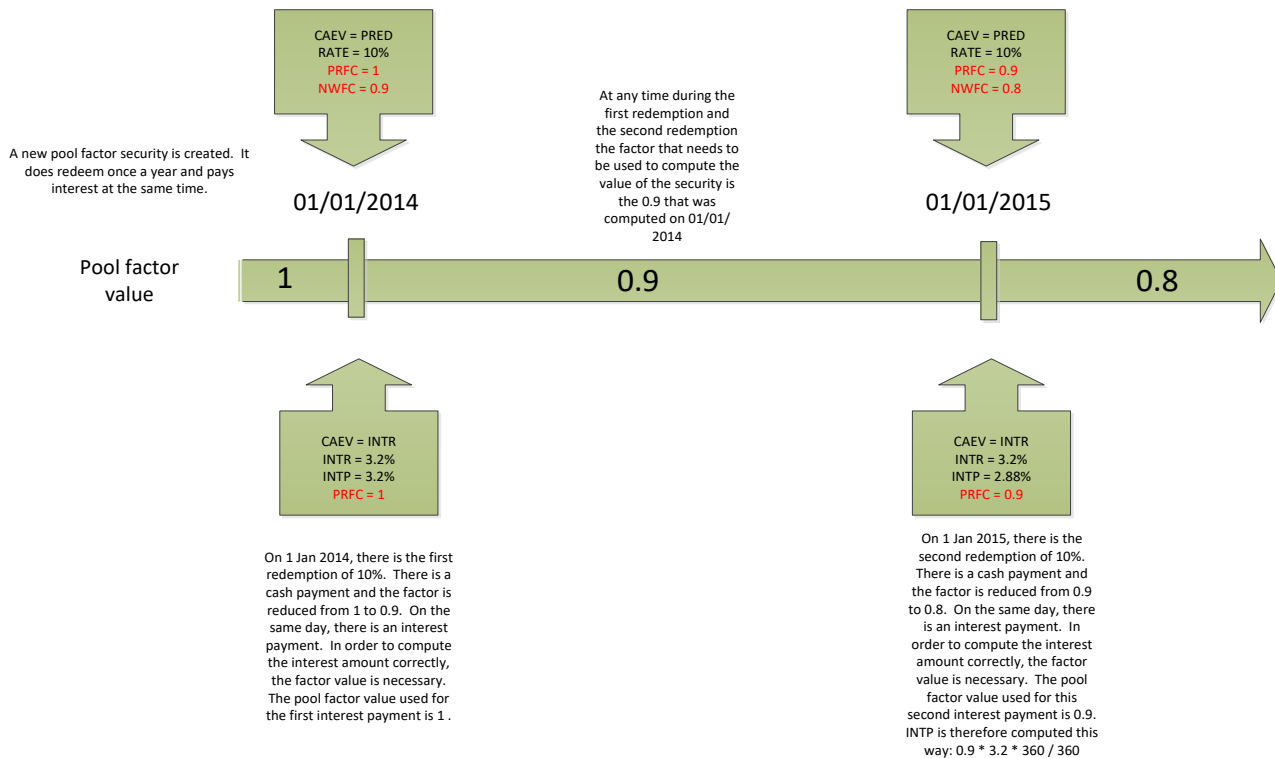 CAEV = PRED
RATE = 10%
PRFC = 1
NWFC = 0.9
CAEV = PRED
RATE = 10%
PRFC = 0.9
NWFC = 0.8
At any time during the
first redemption and
the second redemption
the factor that needs to
be used to compute the
value of the security is
the 0.9 that was
computed on 01/01/
2014
A new pool factor security is created.  It
does redeem once a year and pays
interest at the same time.
01/01/2014
01/01/2015
Pool factor
value
1
0.9
0.8
CAEV = INTR
INTR = 3.2%
INTP = 3.2%
PRFC = 1
CAEV = INTR
INTR = 3.2%
INTP = 2.88%
PRFC = 0.9
On 1 Jan 2014, there is the first
redemption of 10%.  There is a
cash payment and the factor is
reduced from 1 to 0.9.  On the
same day, there is an interest
payment.  In order to compute
the interest amount correctly,
the factor value is necessary.
The pool factor value used for
the first interest payment is 1 .
On 1 Jan 2015, there is the
second redemption of 10%.
There is a cash payment and
the factor is reduced from 0.9
to 0.8.  On the same day, there
is an interest payment.  In
order to compute the interest
amount correctly, the factor
value is necessary.  The pool
factor value used for this
second interest payment is 0.9.
INTP is therefore computed this
way: 0.9 * 3.2 * 360 / 360